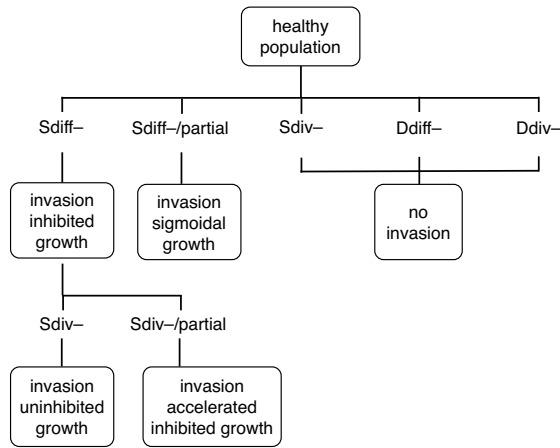 healthy
population
Sdiff– Sdiff–/partial Sdiv– Ddiff– Ddiv–
invasion
inhibited
growth
invasion
sigmoidal
growth
no
invasion
Sdiv– Sdiv–/partial
invasion
uninhibited
growth
invasion
accelerated
inhibited growth